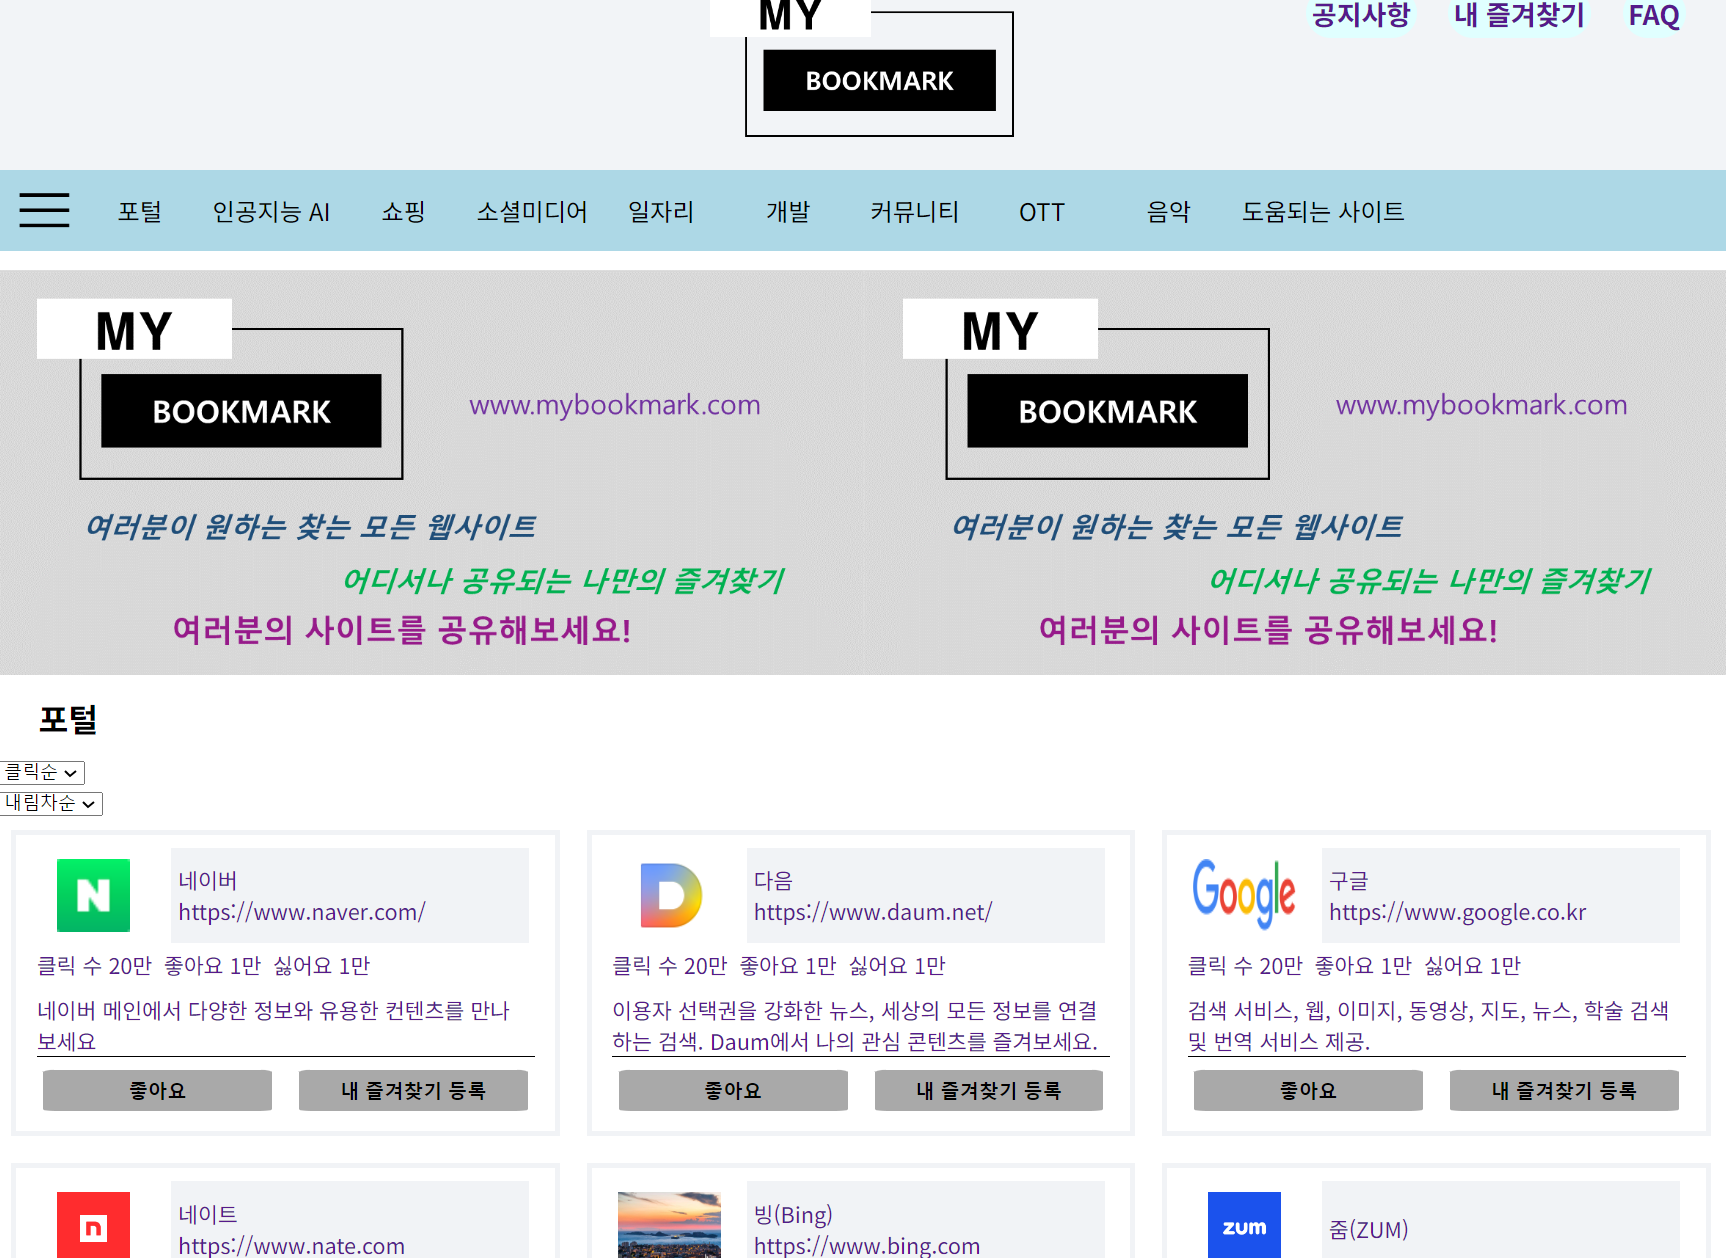 MY
공지사항 내 즐겨찾기 FAQ
BOOKMARK
포털 인공지능 AI 쇼핑 소셜미디어 일자리 개발 커뮤니티 OTT 음악 도움되는 사이트
MY
BOOKMARK
www.mybookmark.com
여러분이 원하는 찾는 모든 웹사이트
어디서나 공유되는 나만의 즐겨찾기
여러분의 사이트를 공유해보세요!
MY
BOOKMARK
www.mybookmark.com
여러분이 원하는 찾는 모든 웹사이트
어디서나 공유되는 나만의 즐겨찾기
여러분의 사이트를 공유해보세요!
포털
클릭순
내림차순
N
네이버
https://www.naver.com/
클릭 수 20만 좋아요 1만 싫어요 1만
네이버 메인에서 다양한 정보와 유용한 컨텐츠를 만나
보세요
좋아요 내 즐겨찾기 등록
D
다음
https://www.daum.net/
클릭 수 20만 좋아요 1만 싫어요 1만
이용자 선택권을 강화한 뉴스, 세상의 모든 정보를 연결
하는 검색. Daum에서 나의 관심 콘텐츠를 즐겨보세요.
좋아요 내 즐겨찾기 등록
Google
구글
https://www.google.co.kr
클릭 수 20만 좋아요 1만 싫어요 1만
검색 서비스, 웹, 이미지, 동영상, 지도, 뉴스, 학술 검색
및 번역 서비스 제공.
좋아요 내 즐겨찾기 등록
n
네이트
https://www.nate.com
빙(Bing)
https://www.bing.com
zum
줌(ZUM)